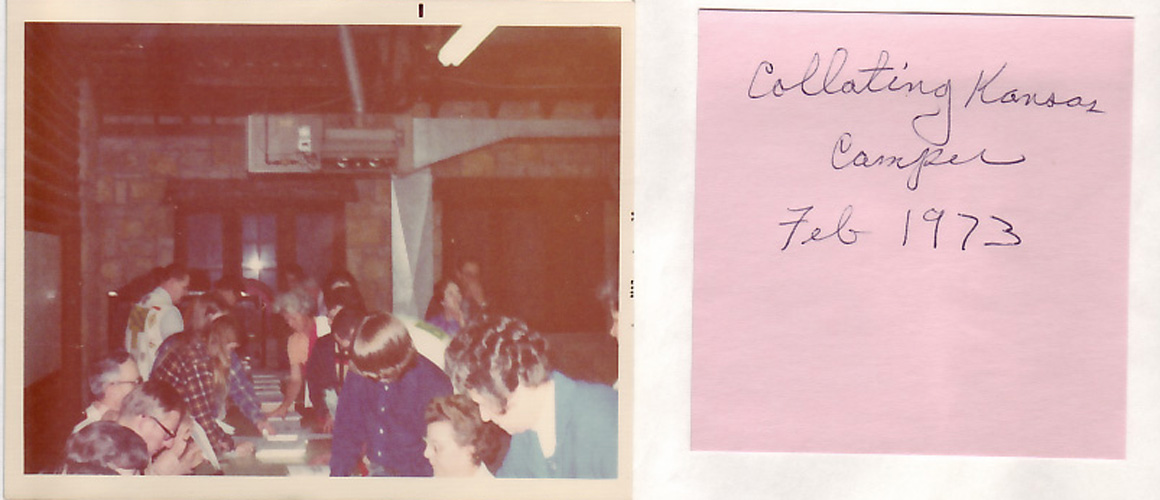 Collating Kansas
Camper
Feb 1973